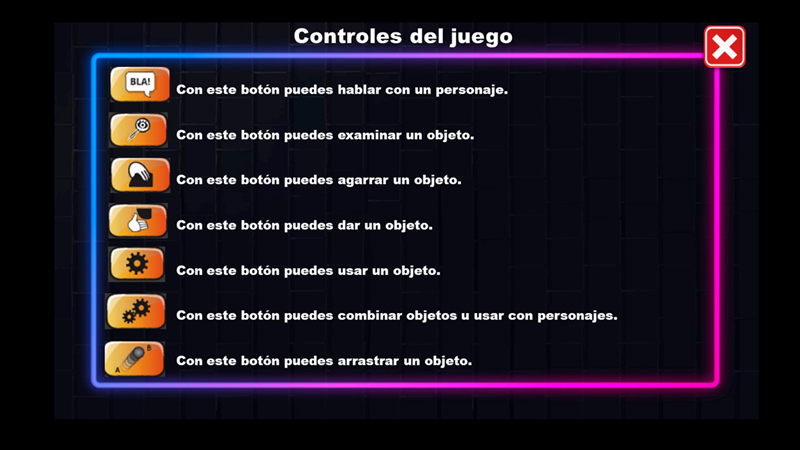 Controles del juego
BLA!
Con este botón puedes hablar con un personaje.
Con este botón puedes examinar un objeto.
Con este botón puedes agarrar un objeto.
Con este botón puedes dar un objeto.
Con este botón puedes usar un objeto.
Con este botón puedes combinar objetos u usar con personajes.
B
A
Con este botón puedes arrastrar un objeto.